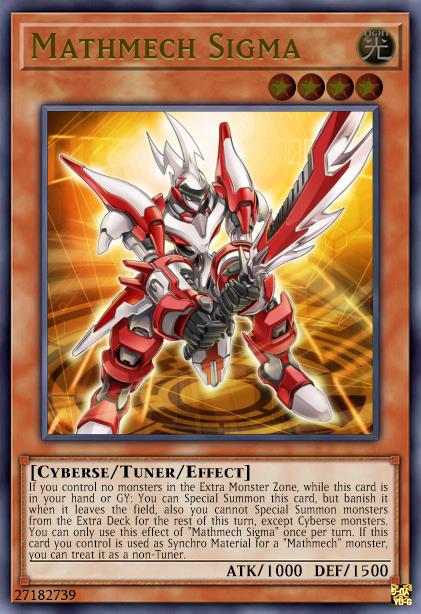 MATHMECH SIGMA
LIGHT
光
[CYBERSE/TUNER/EFFECT]
If you control no monsters in the Extra Monster Zone, while this card is
in your hand or GY: You can Special Summon this card, but banish it
when it leaves the field, also you cannot Special Summon monsters
from the Extra Deck for the rest of this turn, except Cyberse monsters.
You can only use this effect of "Mathmech Sigma" once per turn. If this
card you control is used as Synchro Material for a "Mathmech" monster,
you can treat it as a non-Tuner.
ATK/1000 DEF/1500
27182739